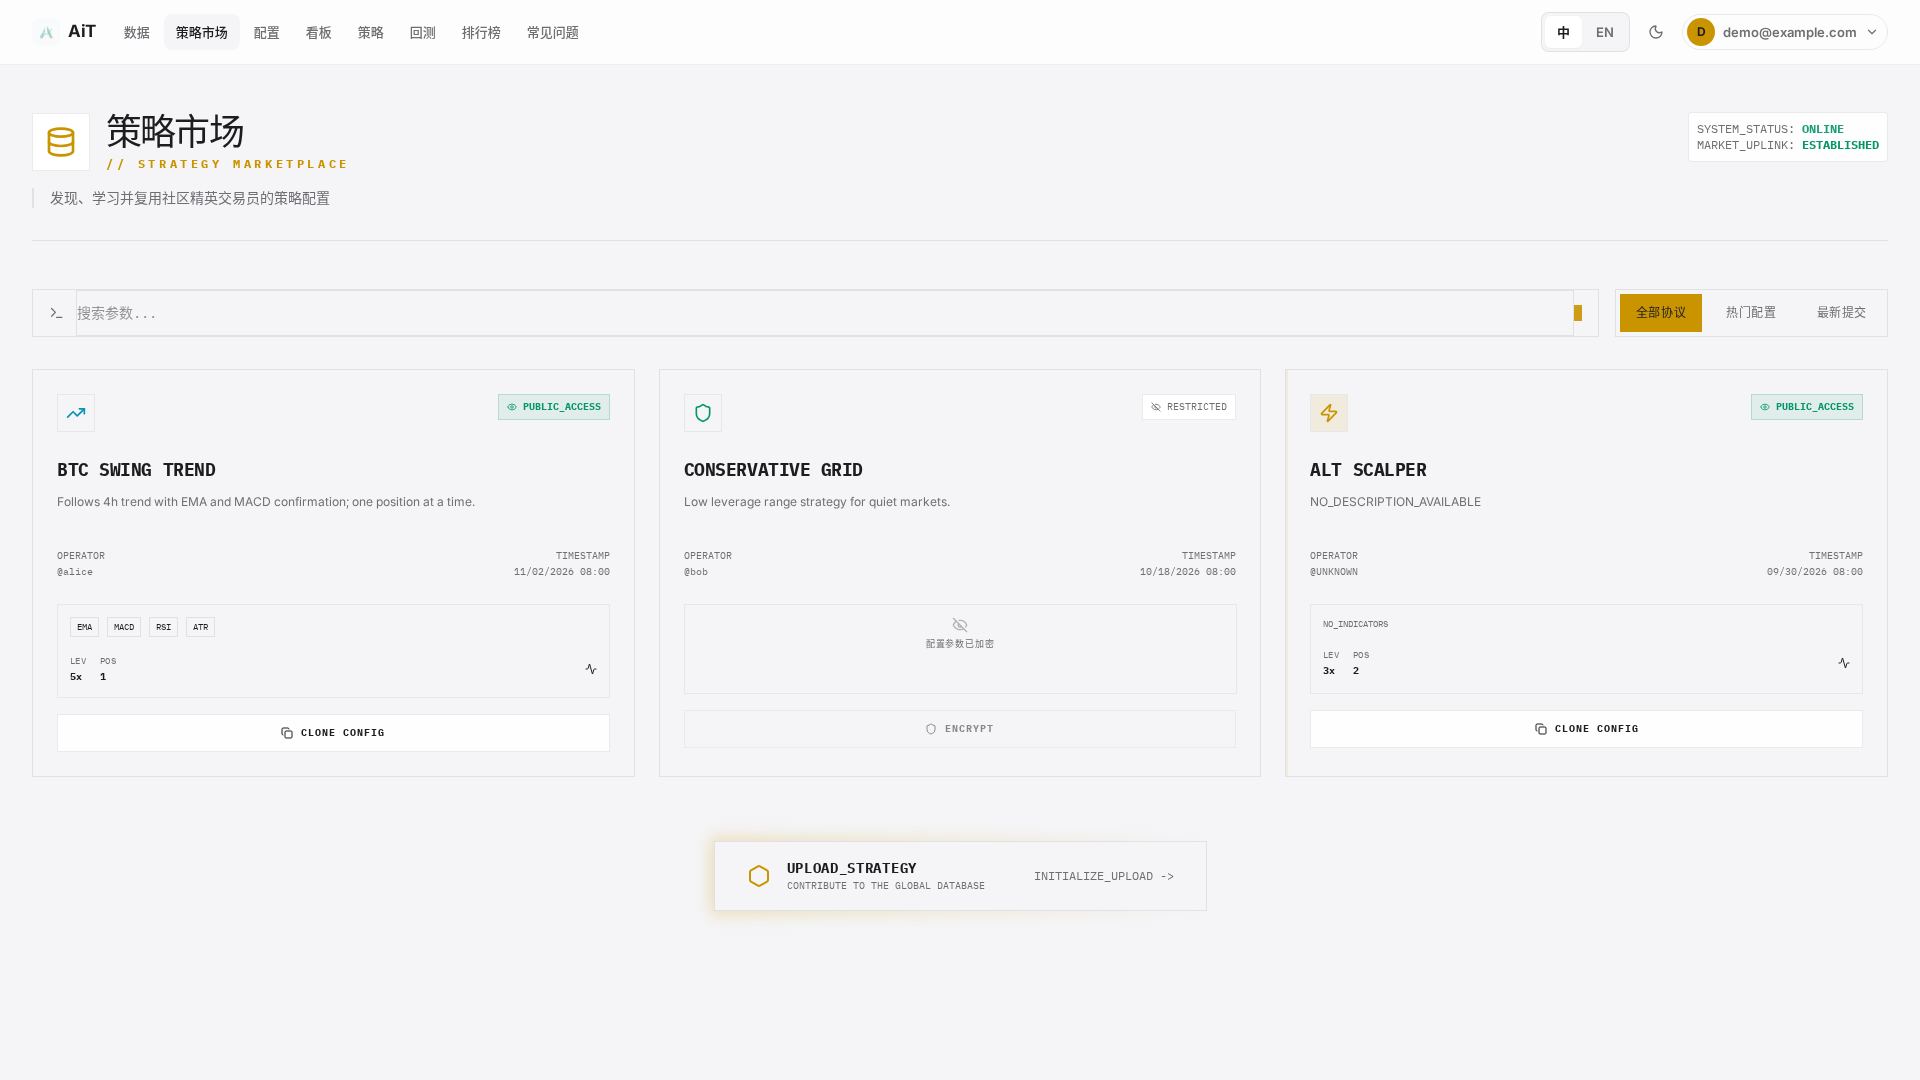 AiT
数据
策略市场
配置
看板
策略
回测
排行榜
常见问题
中
EN
D
demo@example.com
策略市场
// STRATEGY MARKETPLACE
发现、学习并复用社区精英交易员的策略配置
SYSTEM_STATUS: ONLINE
MARKET_UPLINK: ESTABLISHED
搜索参数...
全部协议
热门配置
最新提交
PUBLIC_ACCESS
BTC SWING TREND
Follows 4h trend with EMA and MACD confirmation; one position at a time.
OPERATOR
TIMESTAMP
@alice
11/02/2026 08:00
EMA
MACD
RSI
ATR
LEV
POS
5x
1
CLONE CONFIG
RESTRICTED
CONSERVATIVE GRID
Low leverage range strategy for quiet markets.
OPERATOR
TIMESTAMP
@bob
10/18/2026 08:00
配置参数已加密
ENCRYPT
PUBLIC_ACCESS
ALT SCALPER
NO_DESCRIPTION_AVAILABLE
OPERATOR
TIMESTAMP
@UNKNOWN
09/30/2026 08:00
NO_INDICATORS
LEV
POS
3x
2
CLONE CONFIG
UPLOAD_STRATEGY
CONTRIBUTE TO THE GLOBAL DATABASE
INITIALIZE_UPLOAD ->